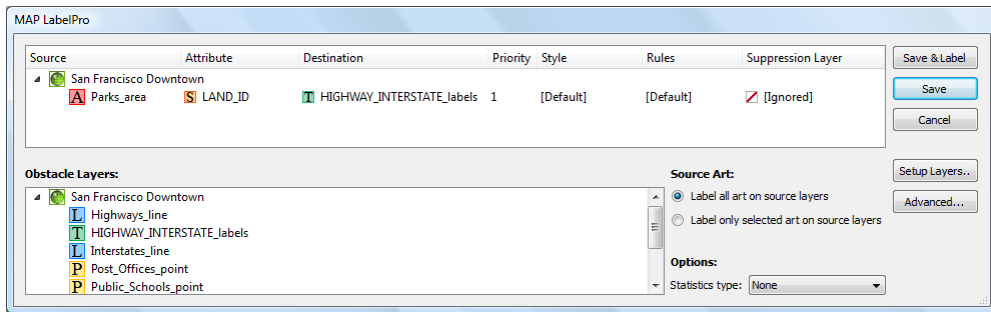 MAP LabelPro
Source Attribute Destination Priority Style Rules Suppression Layer
San Francisco Downtown
A Parks_area S LAND_ID T HIGHWAY_INTERSTATE_labels 1 [Default] [Default] [Ignored]
Save & Label
Save
Cancel
Obstacle Layers:
San Francisco Downtown
L Highways_line
T HIGHWAY_INTERSTATE_labels
L Interstates_line
P Post_Offices_point
P Public_Schools_point
Source Art:
Label all art on source layers
Label only selected art on source layers
Options:
Statistics type: None
Setup Layers..
Advanced...